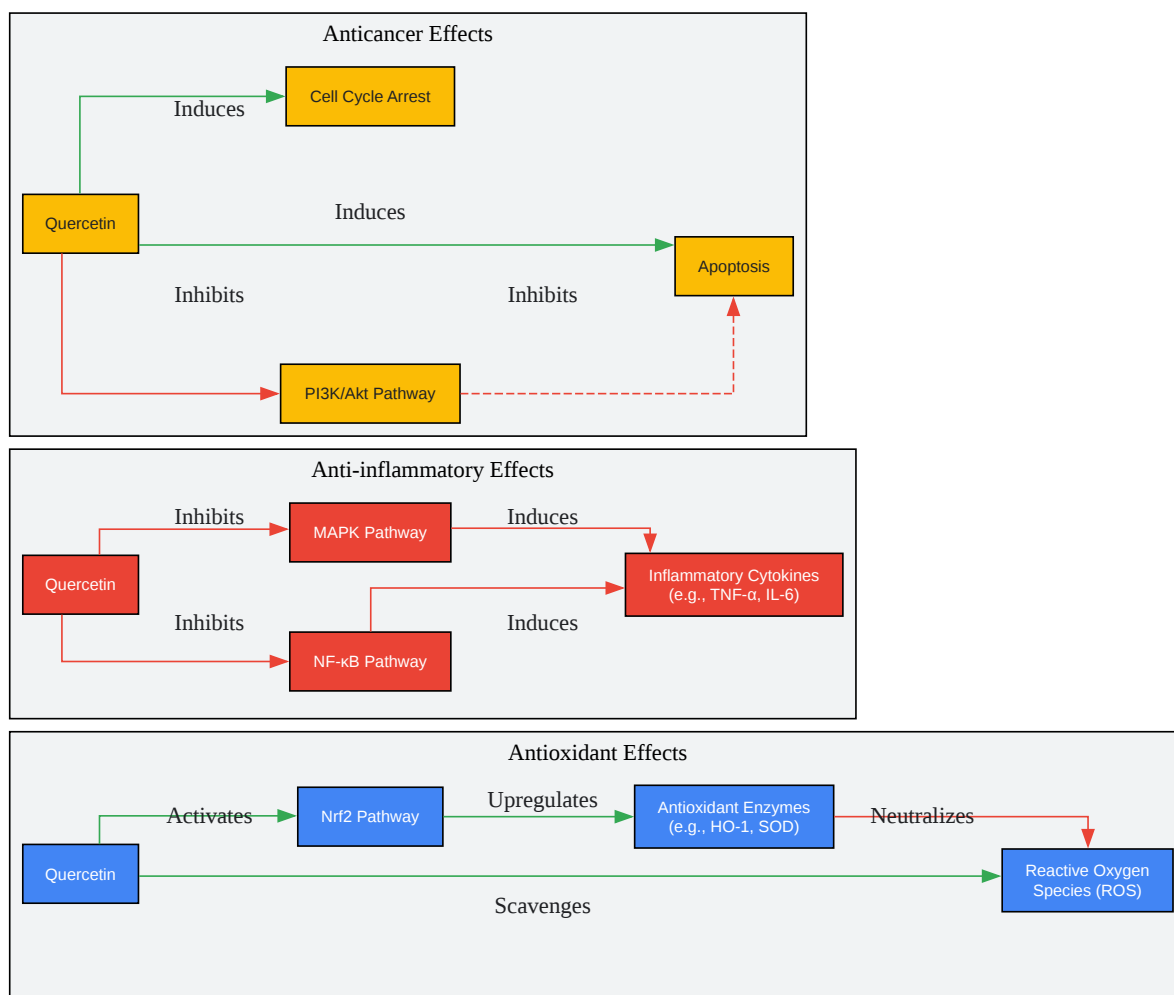 Anticancer Effects
Cell Cycle Arrest
Induces
Quercetin
Induces
Apoptosis
Inhibits
Inhibits
PI3K/Akt Pathway
Anti-inflammatory Effects
Inhibits
MAPK Pathway
Induces
Quercetin
Inflammatory Cytokines
(e.g., TNF-α, IL-6)
Inhibits
Induces
NF-κB Pathway
Antioxidant Effects
Activates
Nrf2 Pathway
Upregulates
Antioxidant Enzymes
(e.g., HO-1, SOD)
Neutralizes
Quercetin
Reactive Oxygen
Species (ROS)
Scavenges